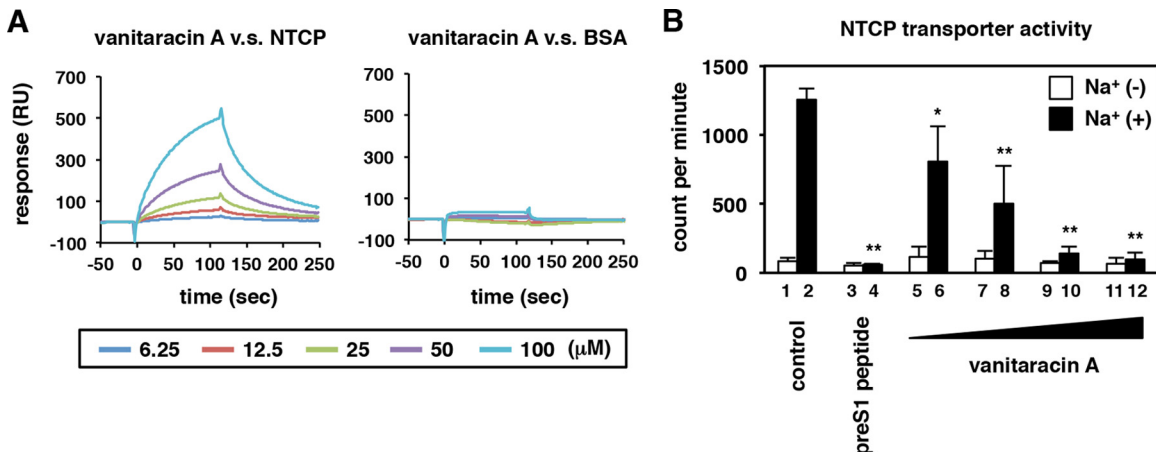 A
vanitaracin A v.s. NTCP
vanitaracin A v.s. BSA
response (RU)
700
500
300
100
-100
-50 0 50 100 150 200 250
time (sec)
700
500
300
100
-100
-50 0 50 100 150 200 250
time (sec)
6.25 12.5 25 50 100 (μM)
B
NTCP transporter activity
count per minute
1500
1000
500
0
Na⁺ (-)
Na⁺ (+)
* ** ** ** **
1 2 3 4 5 6 7 8 9 10 11 12
control
preS1 peptide
vanitaracin A